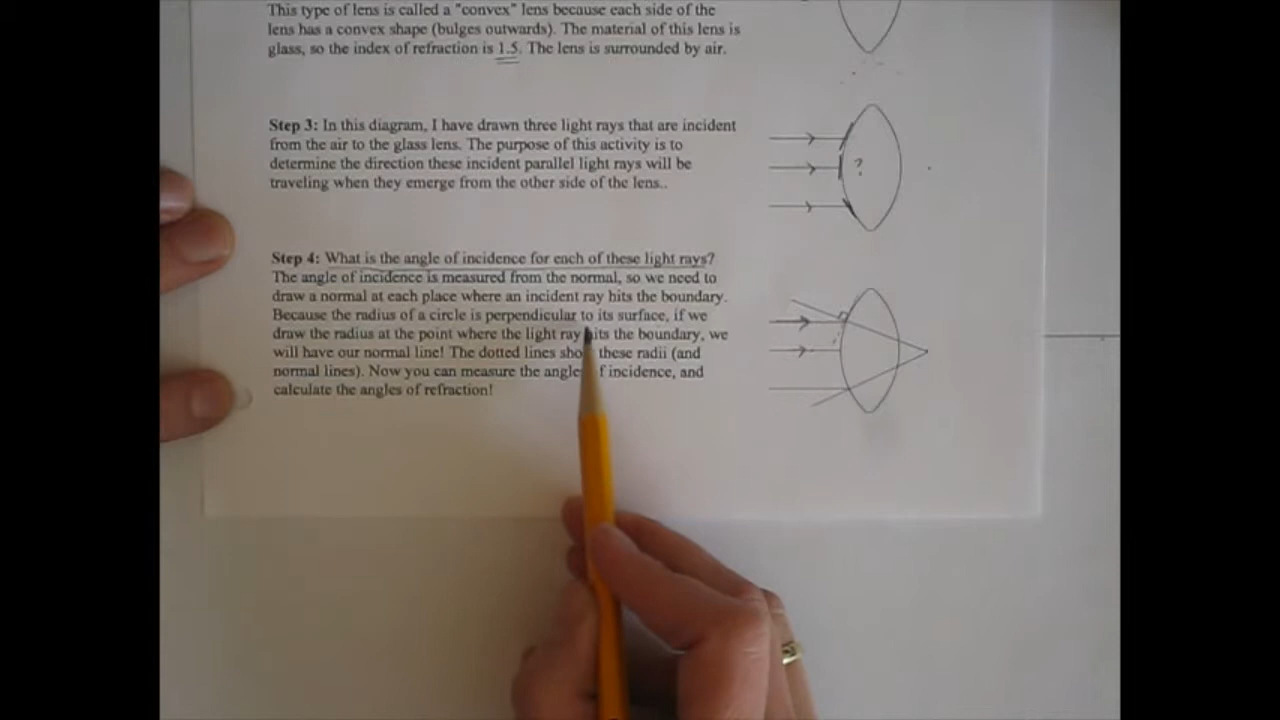 This type of lens is called a "convex" lens because each side of the
lens has a convex shape (bulges outwards). The material of this lens is
glass, so the index of refraction is 1.5. The lens is surrounded by air.
Step 3: In this diagram, I have drawn three light rays that are incident
from the air to the glass lens. The purpose of this activity is to
determine the direction these incident parallel light rays will be
traveling when they emerge from the other side of the lens..
?
Step 4: What is the angle of incidence for each of these light rays?
The angle of incidence is measured from the normal, so we need to
draw a normal at each place where an incident ray hits the boundary.
Because the radius of a circle is perpendicular to its surface, if we
draw the radius at the point where the light ray hits the boundary, we
will have our normal line! The dotted lines show these radii (and
normal lines). Now you can measure the angles of incidence, and
calculate the angles of refraction!